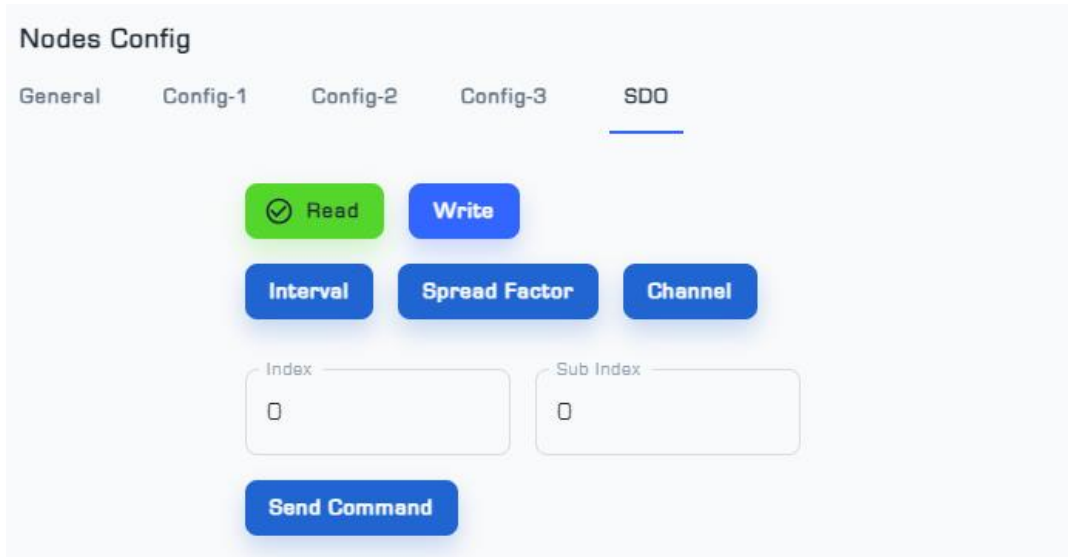 Nodes Config
General Config-1 Config-2 Config-3 SDO
Read Write
Interval Spread Factor Channel
Index Sub Index
0 0
Send Command